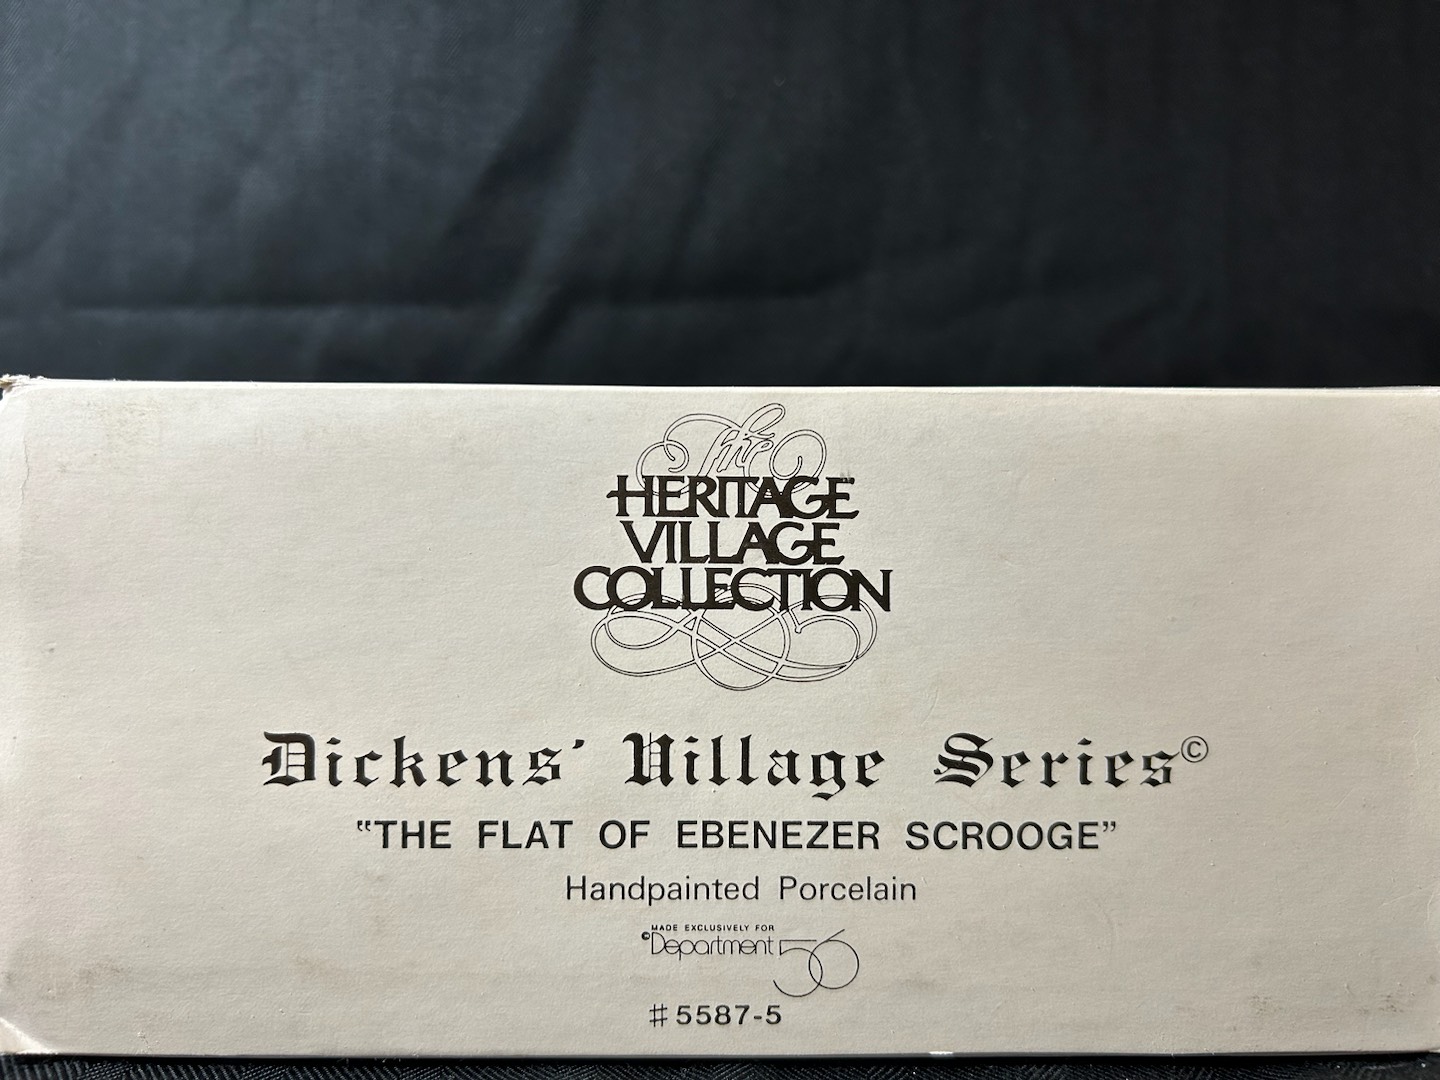 The
HERITAGE
VILLAGE
COLLECTION
Dickens' Village Series©
"THE FLAT OF EBENEZER SCROOGE"
Handpainted Porcelain
MADE EXCLUSIVELY FOR
©Department 56
#5587-5